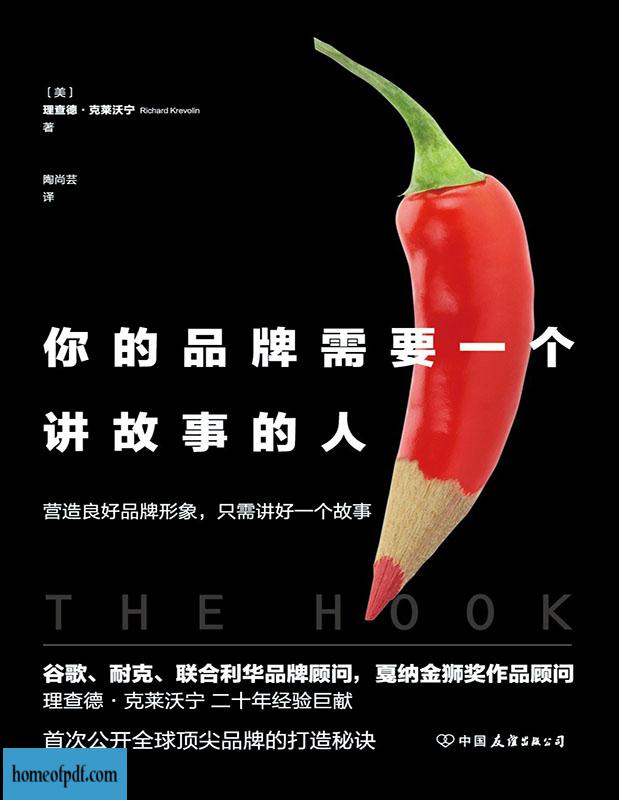 ［美］
理查德·克莱沃宁 Richard Krevolin
著
陶尚芸
译
你的品牌需要一个
讲故事的人
营造良好品牌形象，只需讲好一个故事
THE HOOK
谷歌、耐克、联合利华品牌顾问，戛纳金狮奖作品顾问
理查德·克莱沃宁 二十年经验巨献
首次公开全球顶尖品牌的打造秘诀
中国友谊出版公司
homeofpdf.com